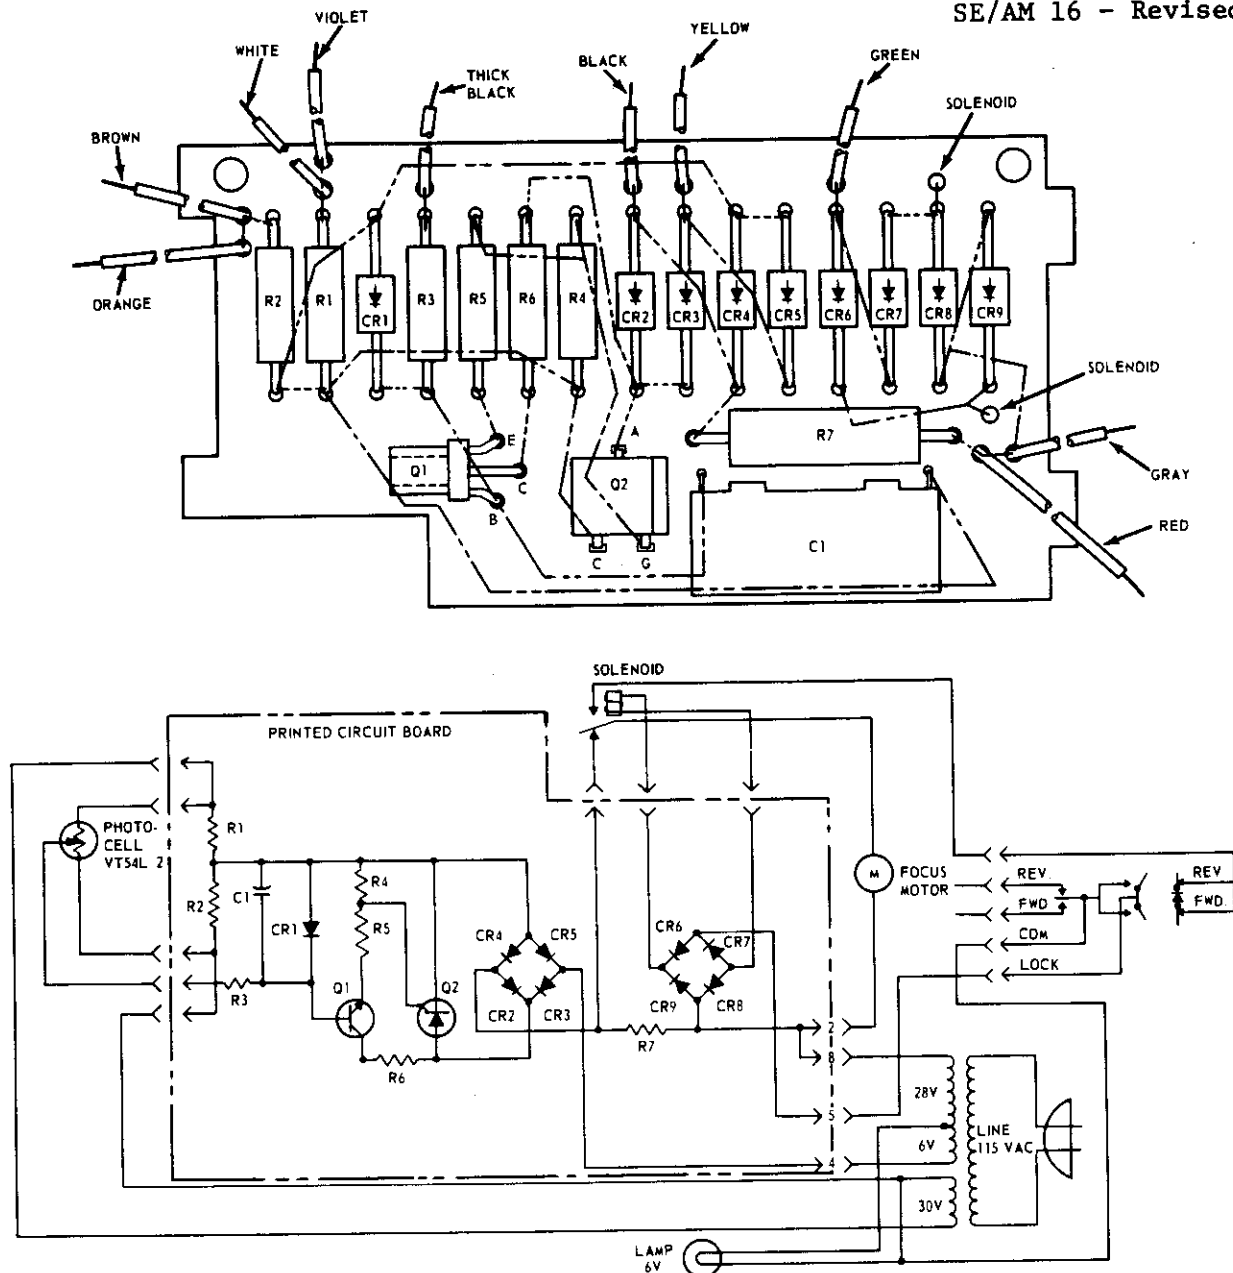 SE/AM 16 - Revised
VIOLET
WHITE
THICK
BLACK
BLACK
YELLOW
GREEN
SOLENOID
BROWN
ORANGE
R2
R1
CR1
R3
R5
R6
R4
CR2
CR3
CR4
CR5
CR6
CR7
CR8
CR9
SOLENOID
R7
A
E
Q1
C
B
Q2
C
G
C1
GRAY
RED
SOLENOID
PRINTED CIRCUIT BOARD
PHOTO-
CELL
VT54L 2
R1
R2
C1
CR1
R3
R4
R5
Q1
Q2
R6
CR4
CR5
CR2
CR3
CR6
CR7
CR9
CR8
R7
M
FOCUS
MOTOR
REV.
FWD
COM
LOCK
REV
FWD.
2
8
5
4
28V
6V
30V
LINE
115 VAC
LAMP
6V